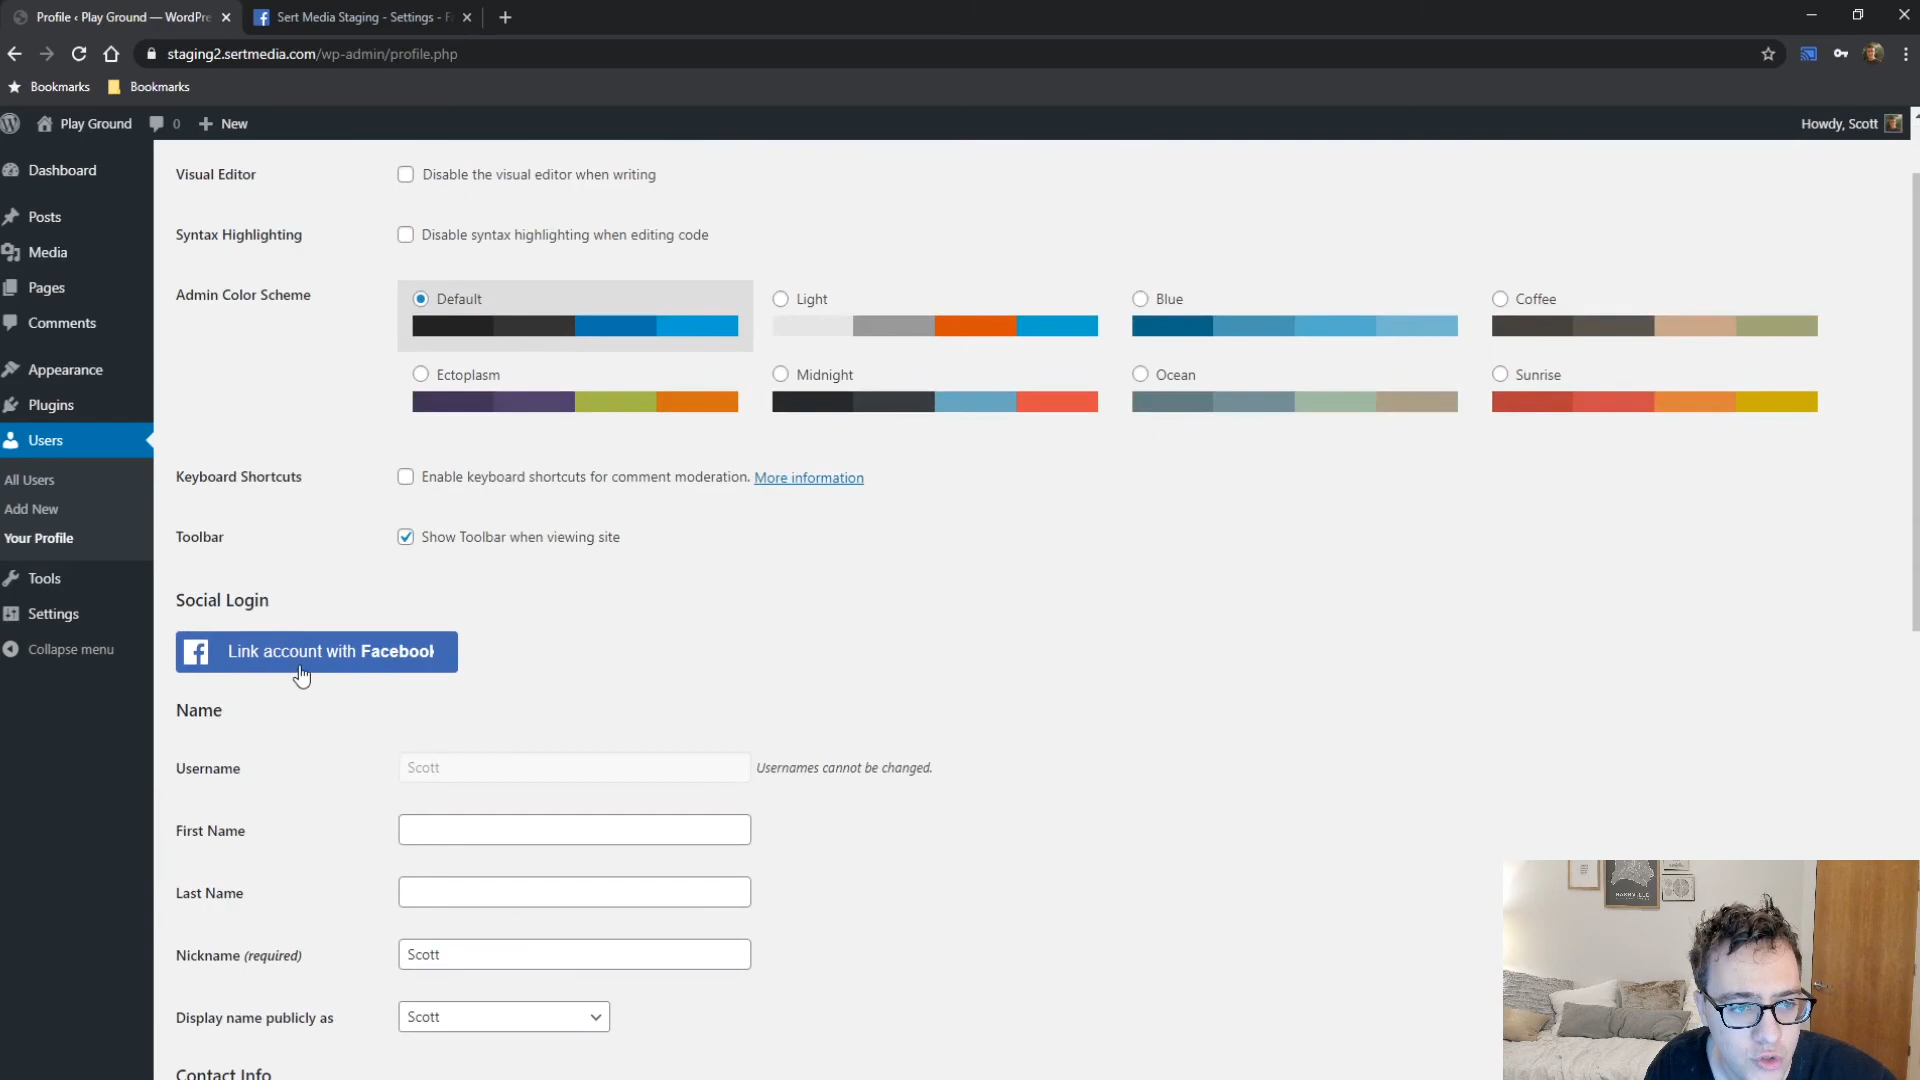 Profile ‹ Play Ground — WordPre
Sert Media Staging - Settings - F
staging2.sertmedia.com/wp-admin/profile.php
Bookmarks
Bookmarks
Play Ground
0
New
Howdy, Scott
Dashboard
Posts
Media
Pages
Comments
Appearance
Plugins
Users
All Users
Add New
Your Profile
Tools
Settings
Collapse menu
Visual Editor
Disable the visual editor when writing
Syntax Highlighting
Disable syntax highlighting when editing code
Admin Color Scheme
Default
Light
Blue
Coffee
Ectoplasm
Midnight
Ocean
Sunrise
Keyboard Shortcuts
Enable keyboard shortcuts for comment moderation. More information
Toolbar
Show Toolbar when viewing site
Social Login
Link account with Facebook
Name
Username
Scott
Usernames cannot be changed.
First Name
Last Name
Nickname (required)
Scott
Display name publicly as
Scott
Contact Info